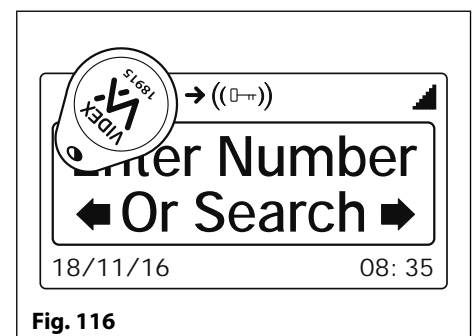 18915
VIDEX
Enter Number
Or Search
18/11/16 08:35
Fig. 116